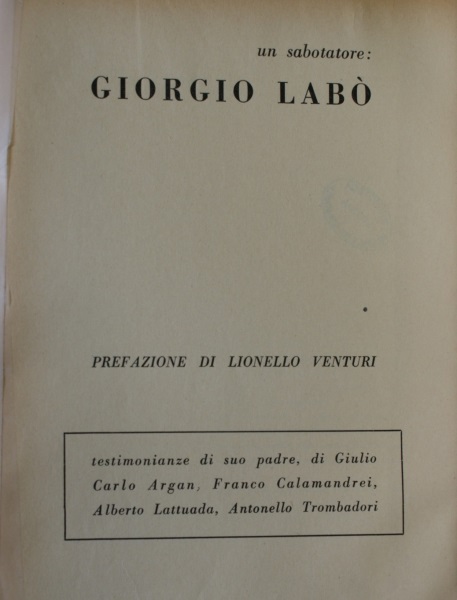 un sabotatore:
GIORGIO LABÒ
PREFAZIONE DI LIONELLO VENTURI
testimonianze di suo padre, di Giulio
Carlo Argan, Franco Calamandrei,
Alberto Lattuada, Antonello Trombadori